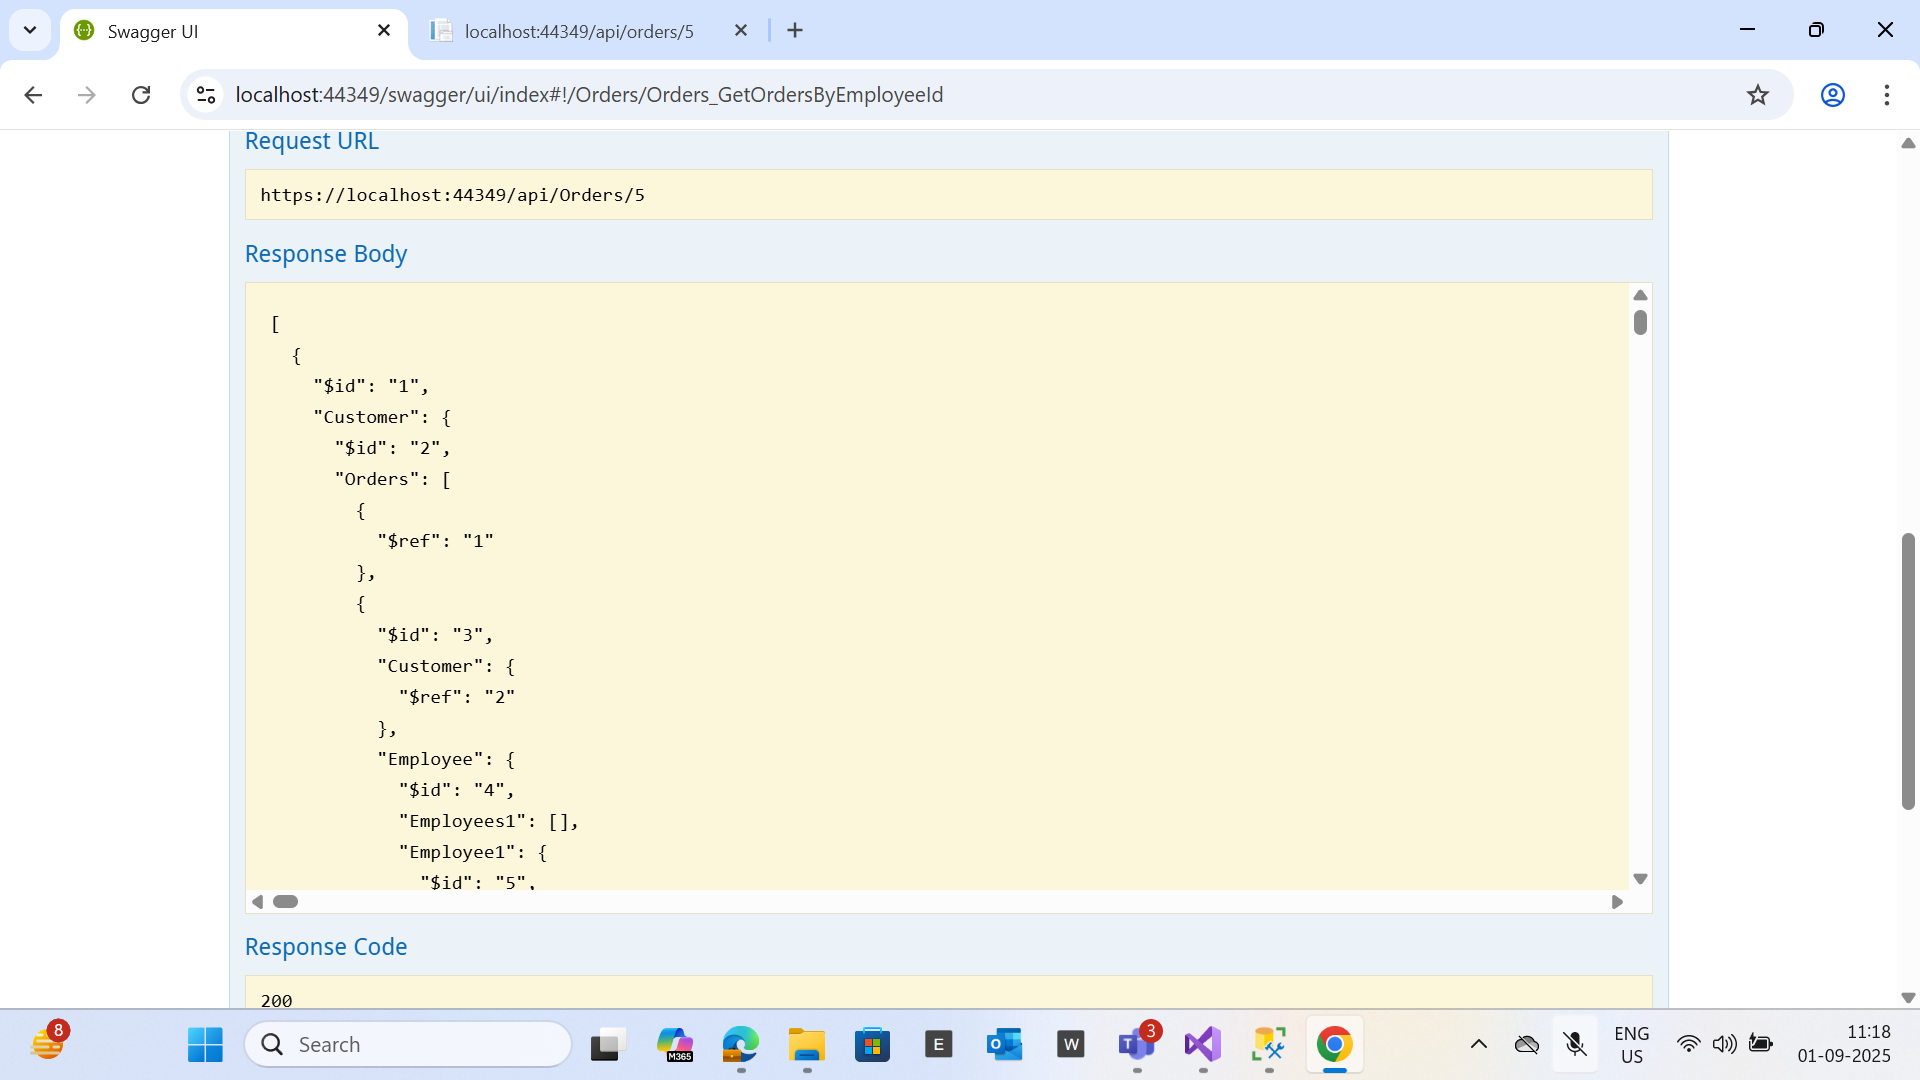 Swagger UI
localhost:44349/api/orders/5
localhost:44349/swagger/ui/index#!/Orders/Orders_GetOrdersByEmployeeId
Request URL
https://localhost:44349/api/Orders/5
Response Body
[
{
"$id": "1",
"Customer": {
"$id": "2",
"Orders": [
{
"$ref": "1"
},
{
"$id": "3",
"Customer": {
"$ref": "2"
},
"Employee": {
"$id": "4",
"Employees1": [],
"Employee1": {
"$id": "5",
Response Code
200
8
Search
M365
E
O
W
T
3
ENG
US
11:18
01-09-2025